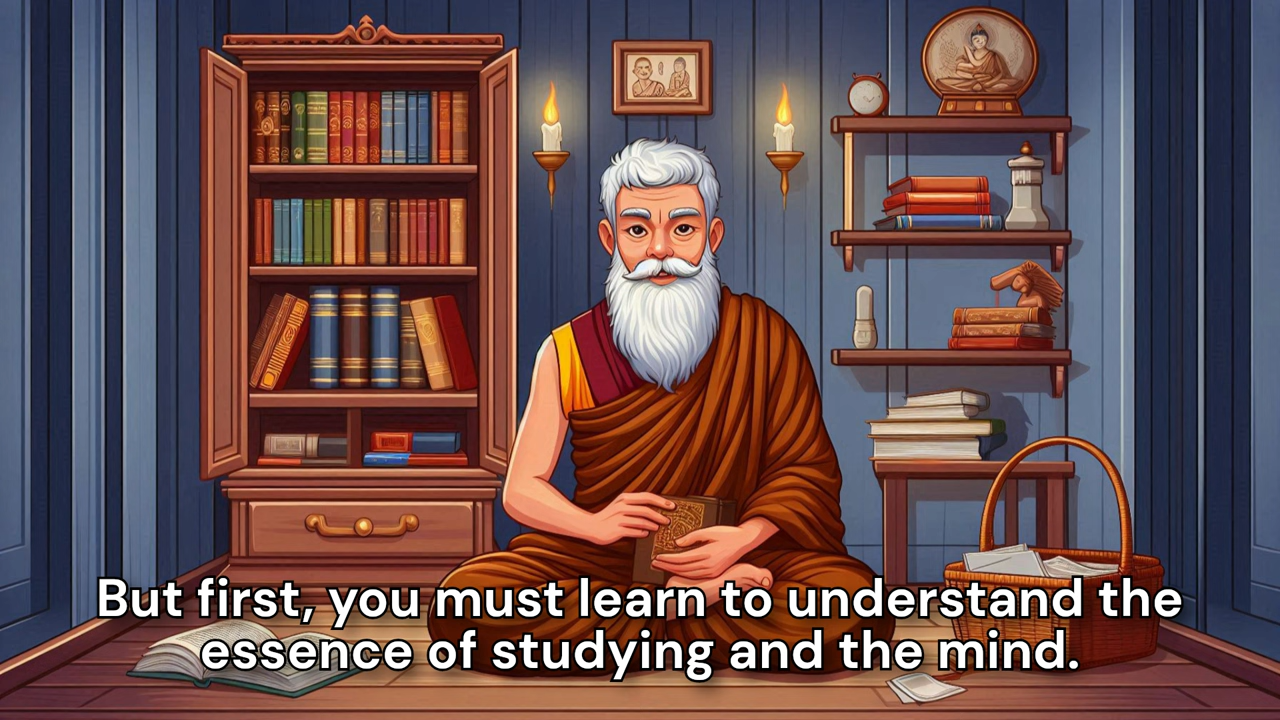 But first, you must learn to understand the
essence of studying and the mind.